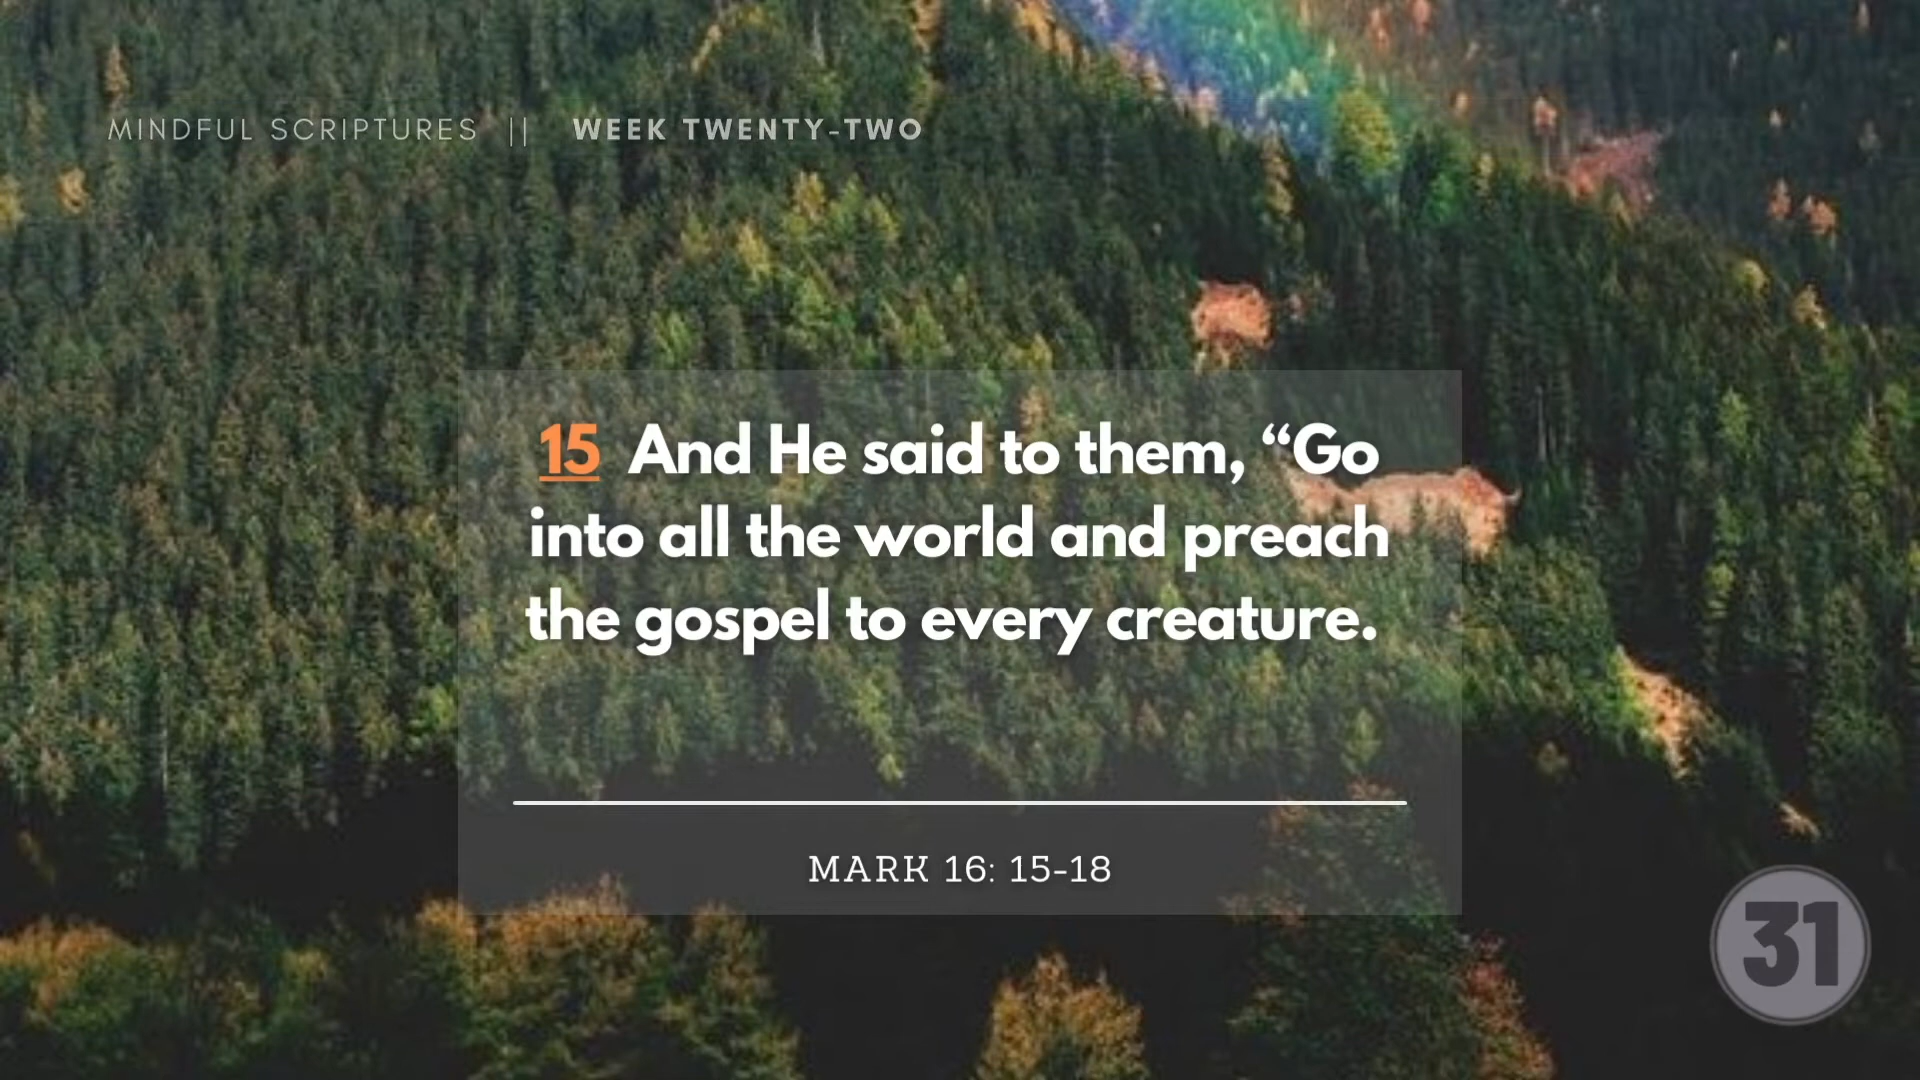 MINDFUL SCRIPTURES || WEEK TWENTY-TWO
15 And He said to them, “Go
into all the world and preach
the gospel to every creature.
MARK 16: 15-18
31